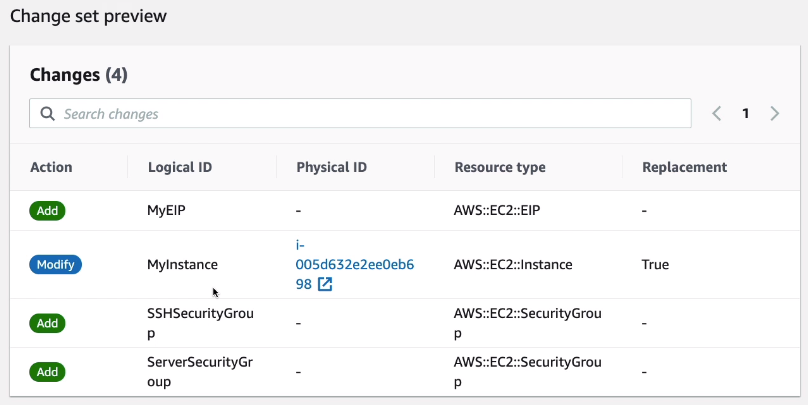 Change set preview
Changes (4)
Search changes
1
Action Logical ID Physical ID Resource type Replacement
Add MyEIP - AWS::EC2::EIP -
Modify MyInstance i-005d632e2ee0eb698 AWS::EC2::Instance True
Add SSHSecurityGroup - AWS::EC2::SecurityGroup -
Add ServerSecurityGroup - AWS::EC2::SecurityGroup -